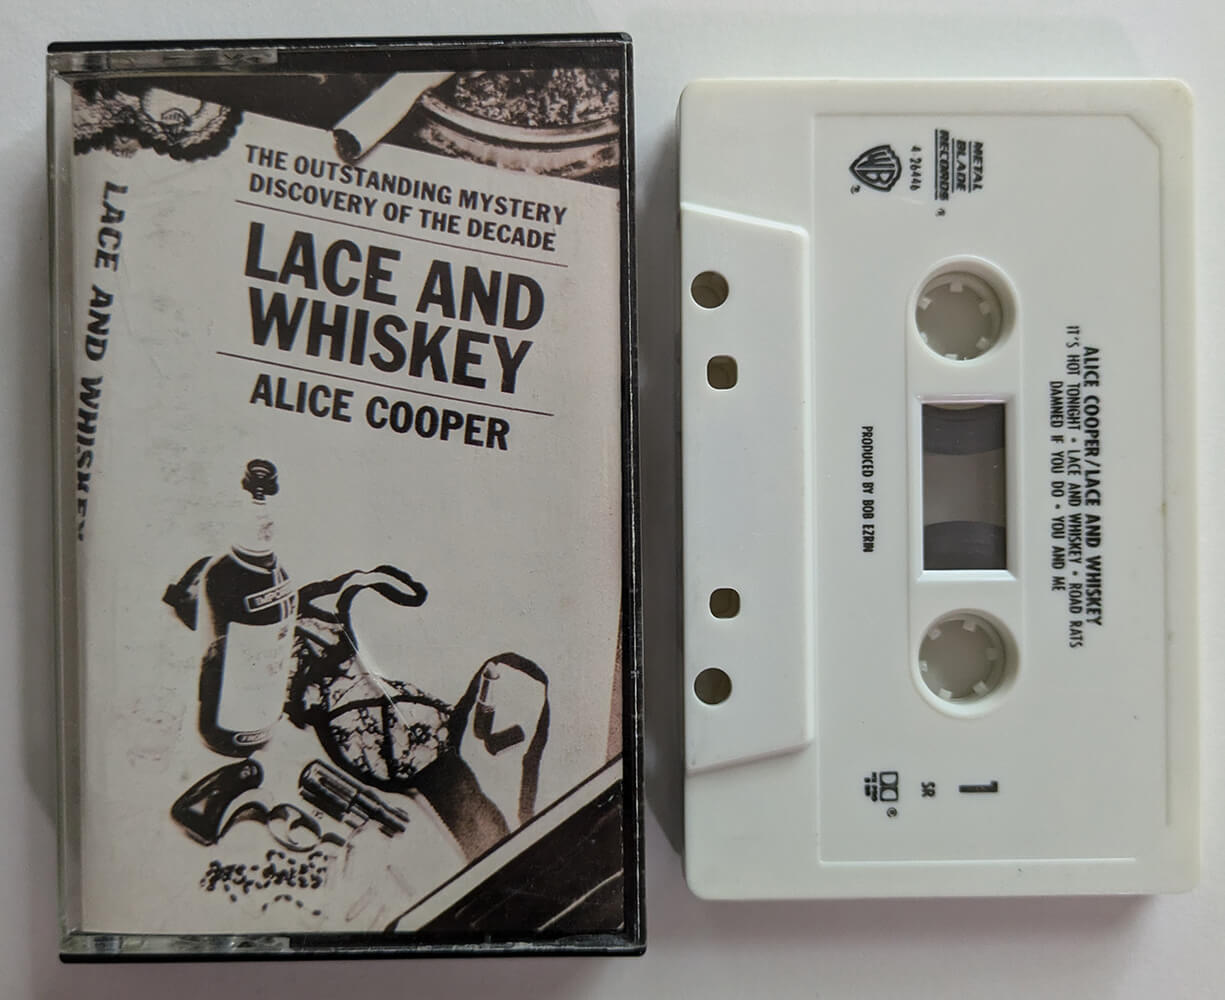 THE OUTSTANDING MYSTERY
DISCOVERY OF THE DECADE
LACE AND
WHISKEY
ALICE COOPER
LACE AND WHISKEY
METAL
BLADE
RECORDS
®
4-26446
WB
®
ALICE COOPER/LACE AND WHISKEY
IT'S HOT TONIGHT • LACE AND WHISKEY • ROAD RATS
DAMNED IF YOU DO • YOU AND ME
PRODUCED BY BOB EZRIN
1
SR
®